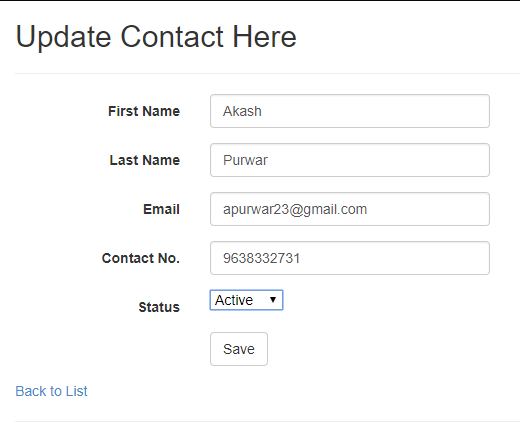 Update Contact Here
First Name Akash
Last Name Purwar
Email apurwar23@gmail.com
Contact No. 9638332731
Status Active
Save
Back to List